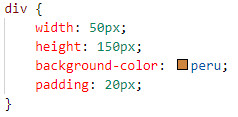 div {
    width: 50px;
    height: 150px;
    background-color: peru;
    padding: 20px;
}